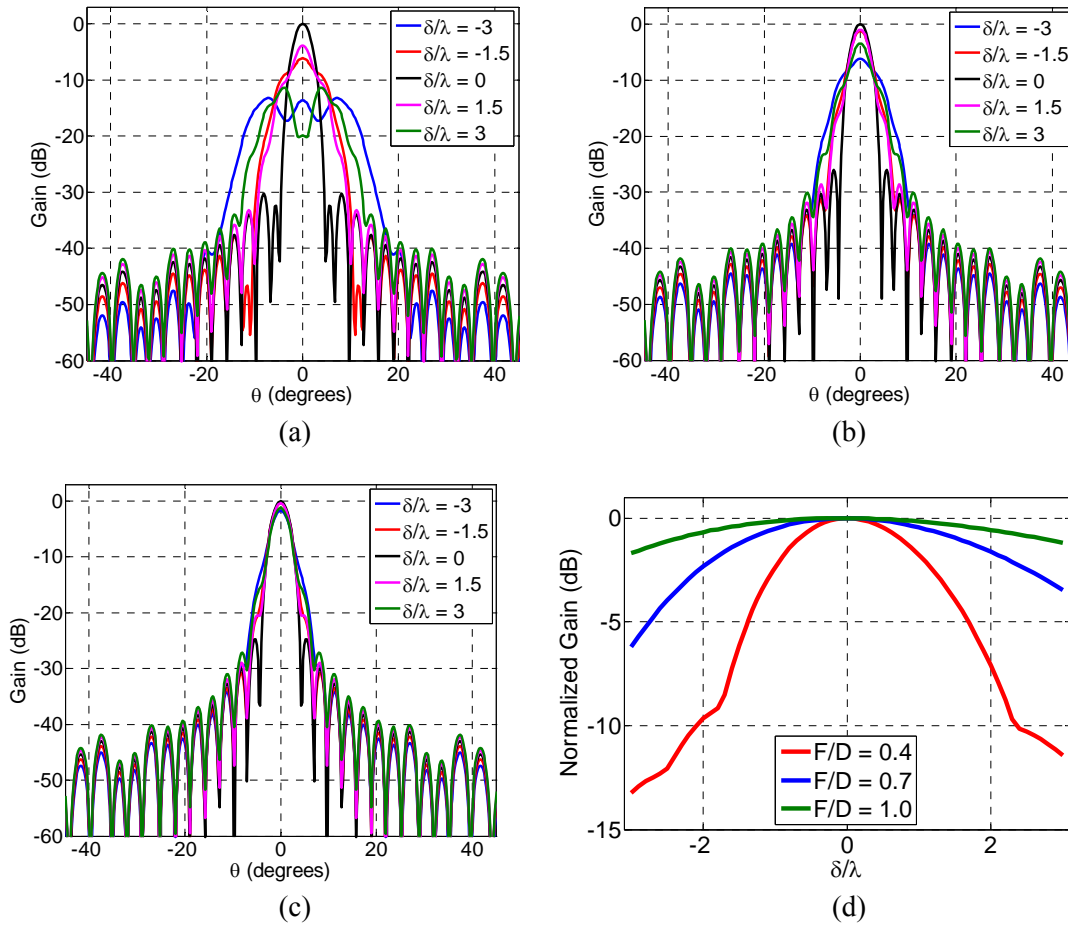 0
-10
-20
-30
-40
-50
-60
Gain (dB)
-40
-20
0
20
40
θ (degrees)
δ/λ = -3
δ/λ = -1.5
δ/λ = 0
δ/λ = 1.5
δ/λ = 3
(a)
0
-10
-20
-30
-40
-50
-60
Gain (dB)
-40
-20
0
20
40
θ (degrees)
δ/λ = -3
δ/λ = -1.5
δ/λ = 0
δ/λ = 1.5
δ/λ = 3
(b)
0
-10
-20
-30
-40
-50
-60
Gain (dB)
-40
-20
0
20
40
θ (degrees)
δ/λ = -3
δ/λ = -1.5
δ/λ = 0
δ/λ = 1.5
δ/λ = 3
(c)
0
-5
-10
-15
Normalized Gain (dB)
-2
0
2
δ/λ
F/D = 0.4
F/D = 0.7
F/D = 1.0
(d)